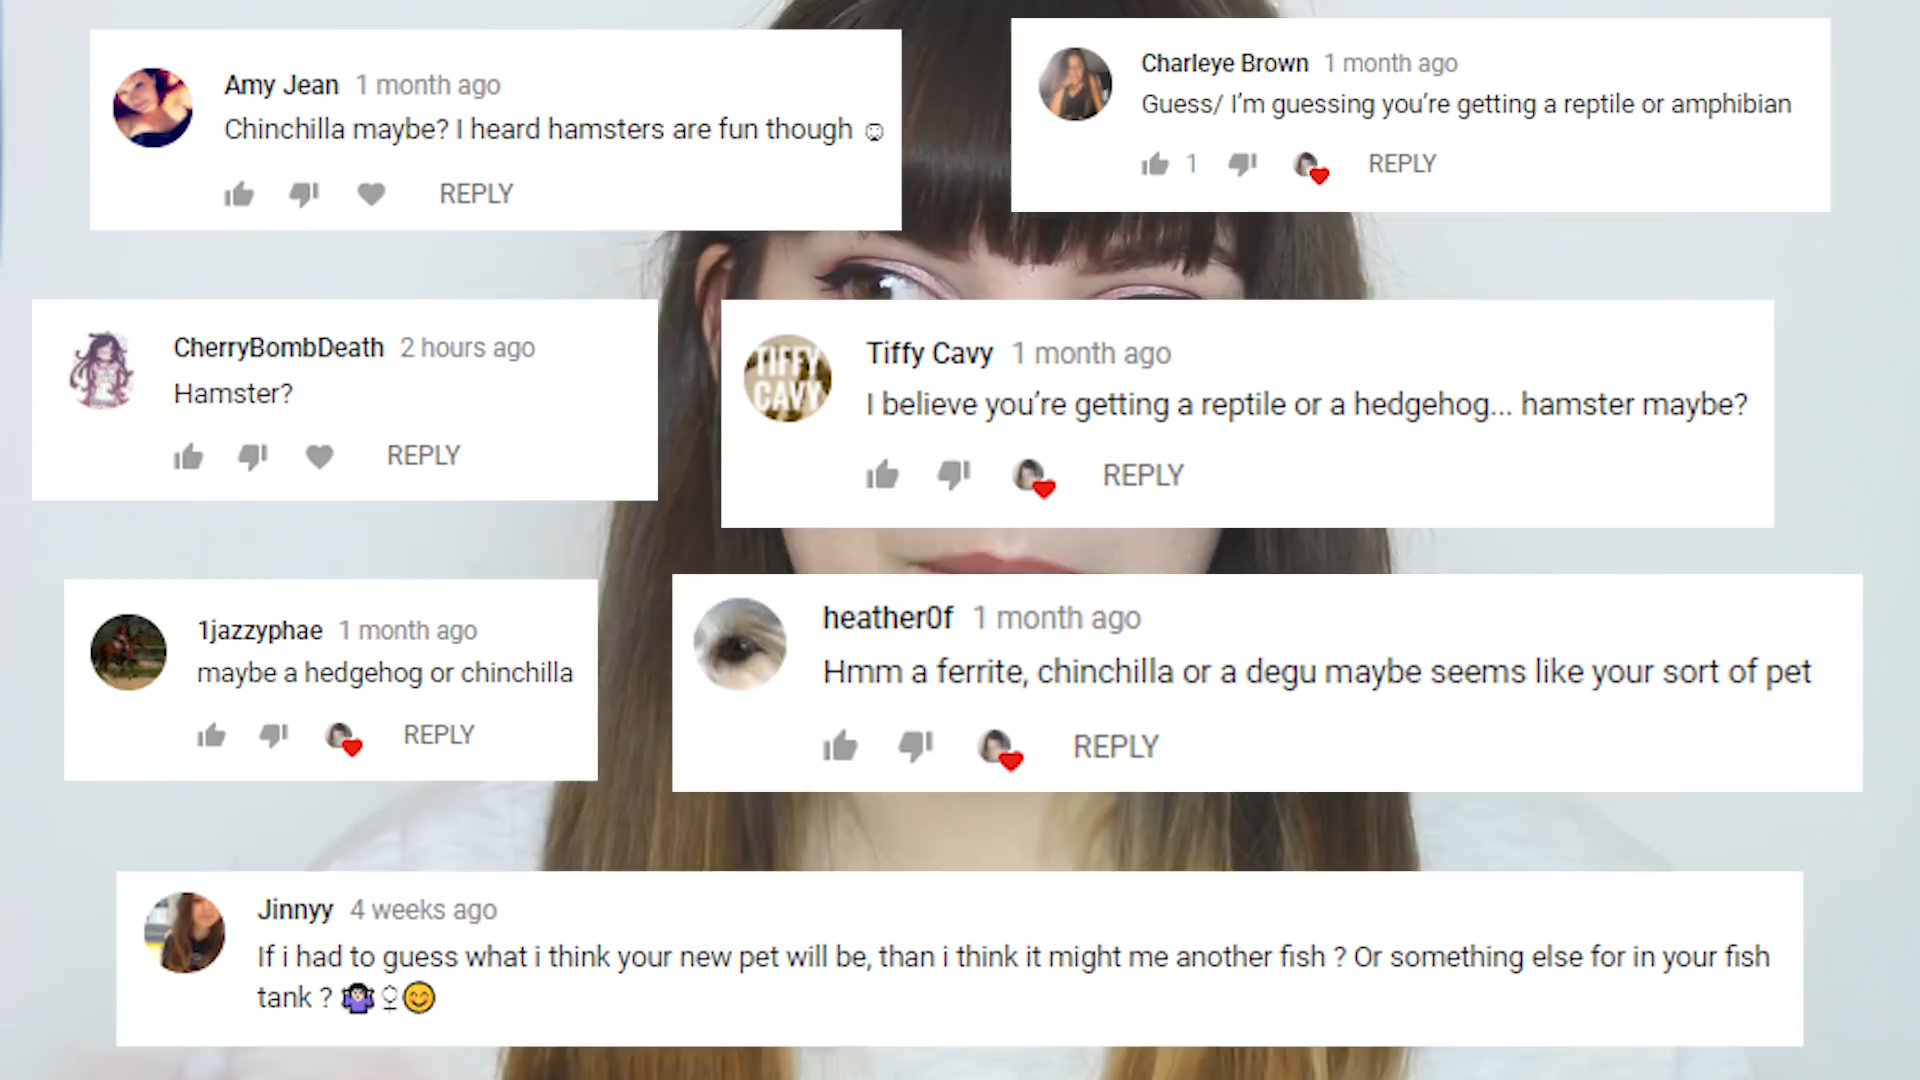 Amy Jean 1 month ago
Chinchilla maybe? I heard hamsters are fun though ☺
REPLY
Charleye Brown 1 month ago
Guess/ I’m guessing you’re getting a reptile or amphibian
1 REPLY
CherryBombDeath 2 hours ago
Hamster?
REPLY
TIFFY
CAVY
Tiffy Cavy 1 month ago
I believe you’re getting a reptile or a hedgehog... hamster maybe?
REPLY
1jazzyphae 1 month ago
maybe a hedgehog or chinchilla
REPLY
heather0f 1 month ago
Hmm a ferrite, chinchilla or a degu maybe seems like your sort of pet
REPLY
Jinnyy 4 weeks ago
If i had to guess what i think your new pet will be, than i think it might me another fish ? Or something else for in your fish
tank ? 🤷🏻♀😊